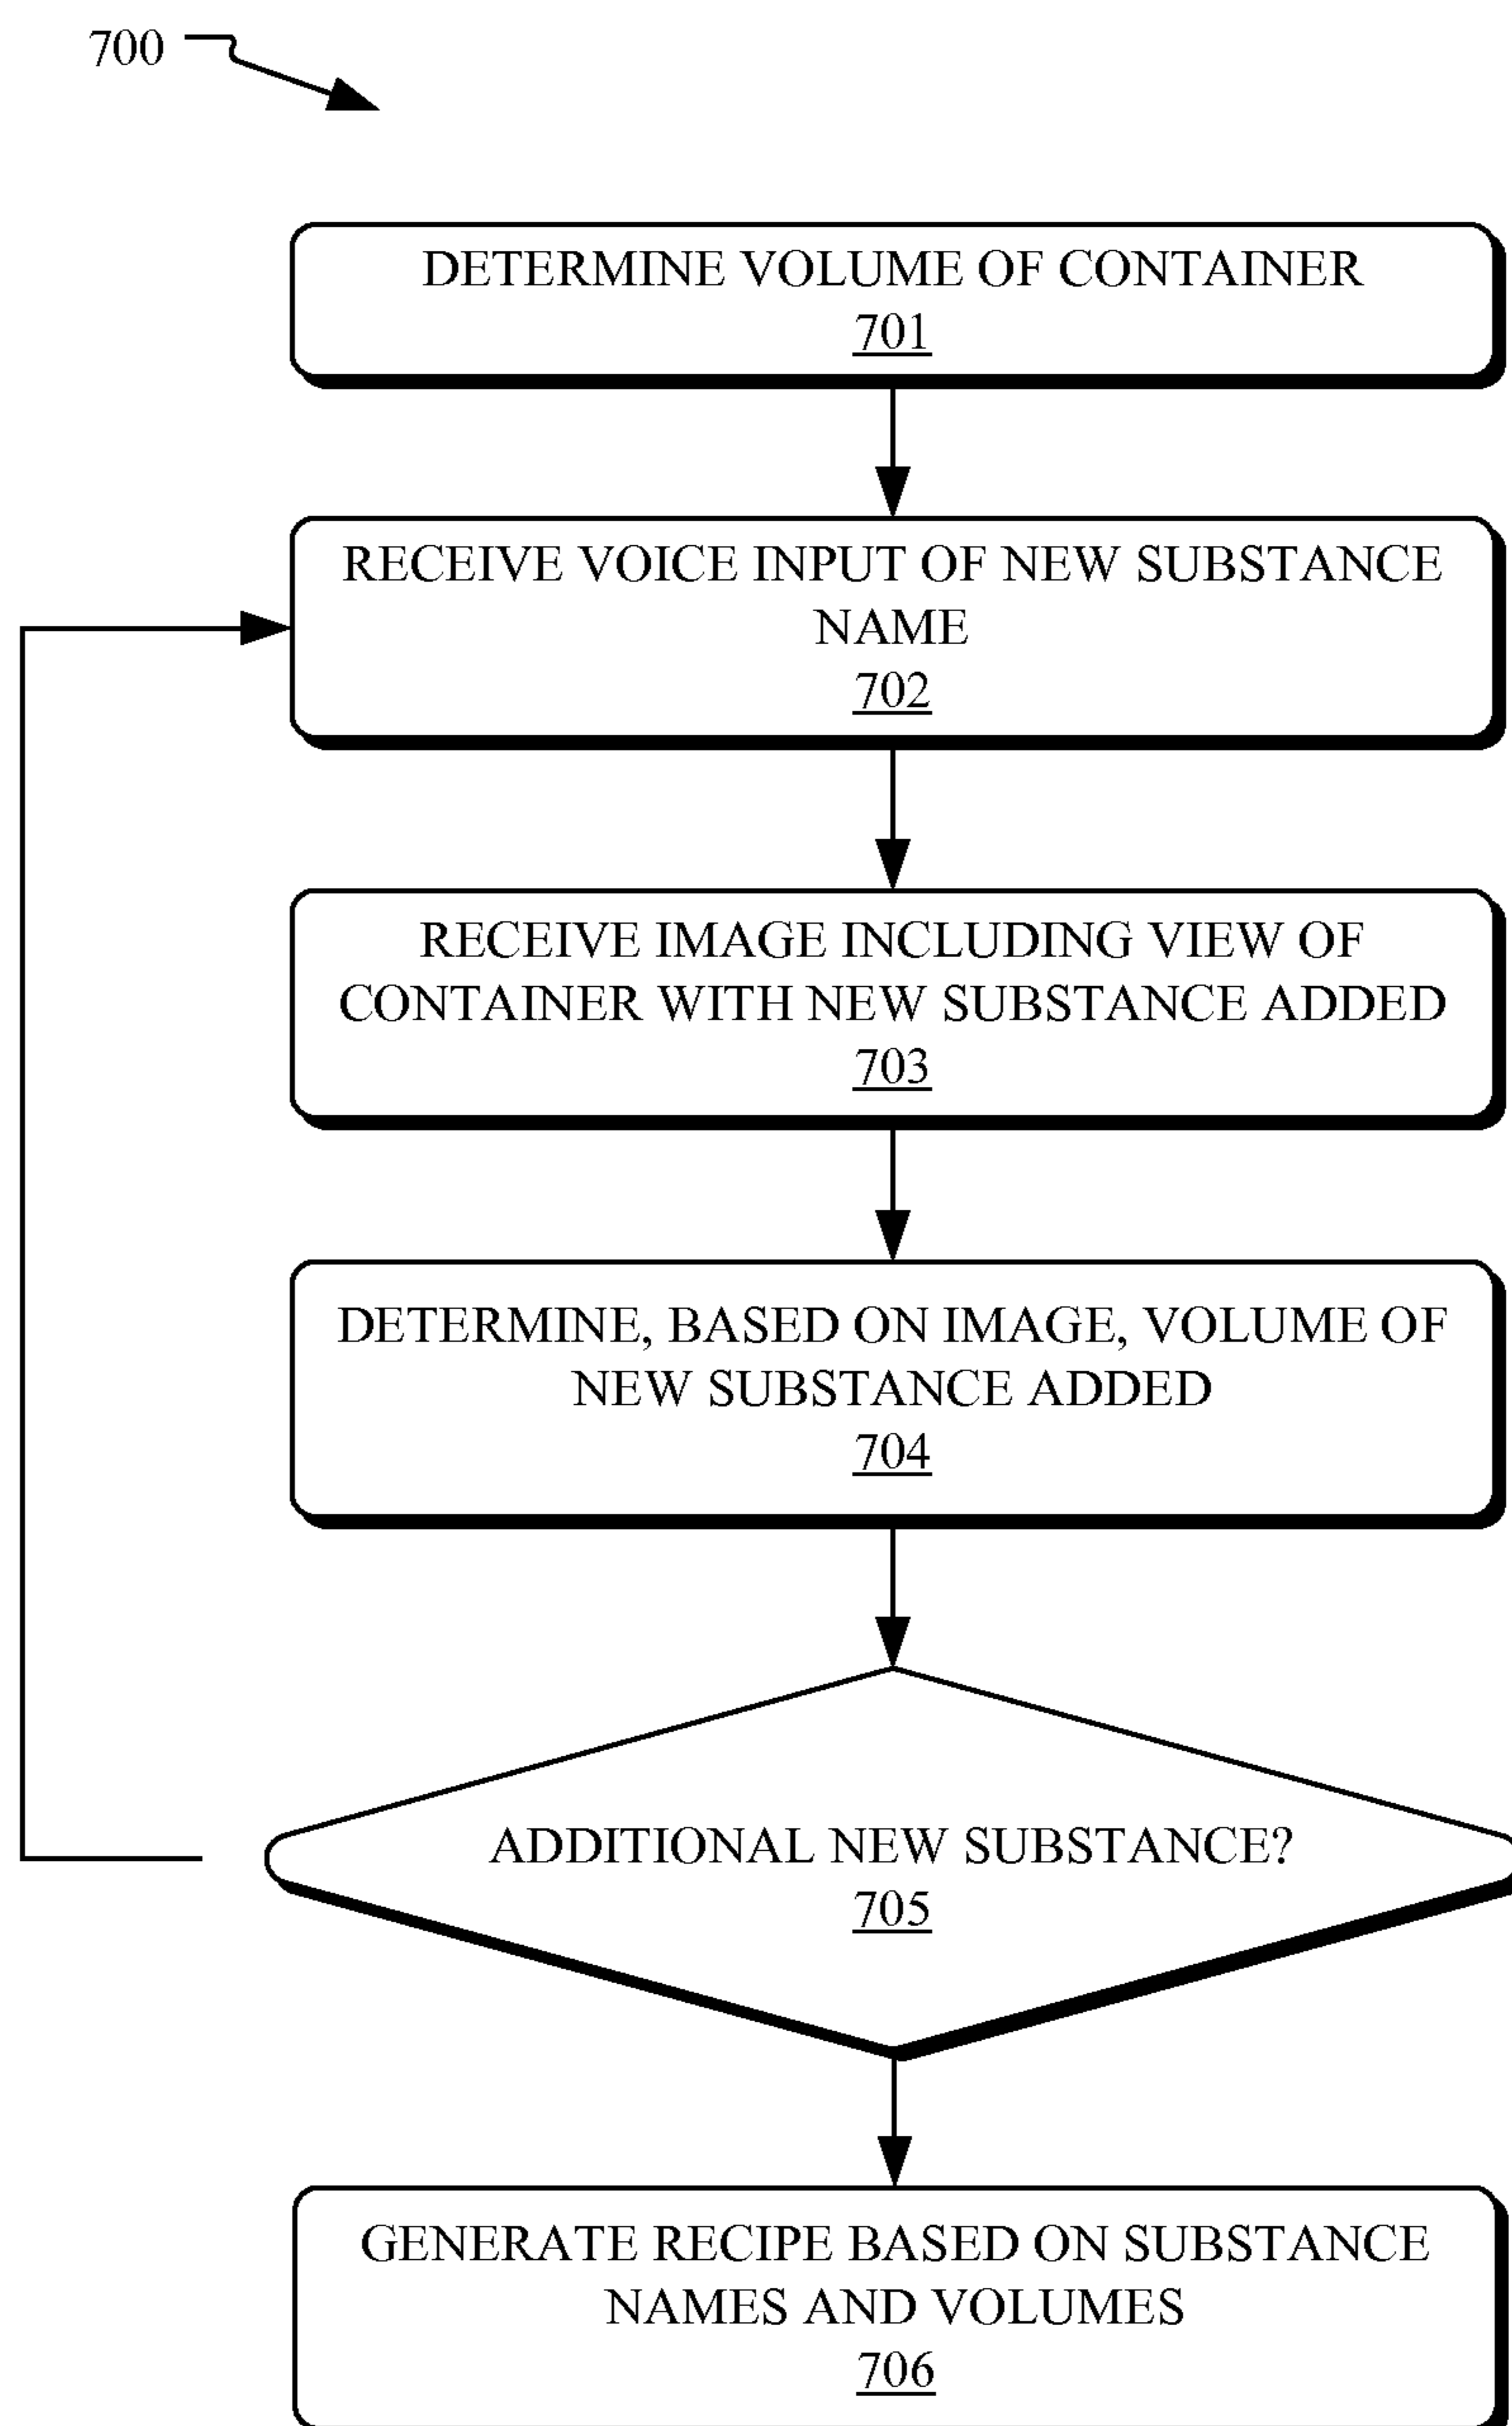 700
DETERMINE VOLUME OF CONTAINER
701
RECEIVE VOICE INPUT OF NEW SUBSTANCE
NAME
702
RECEIVE IMAGE INCLUDING VIEW OF
CONTAINER WITH NEW SUBSTANCE ADDED
703
DETERMINE, BASED ON IMAGE, VOLUME OF
NEW SUBSTANCE ADDED
704
ADDITIONAL NEW SUBSTANCE?
705
GENERATE RECIPE BASED ON SUBSTANCE
NAMES AND VOLUMES
706